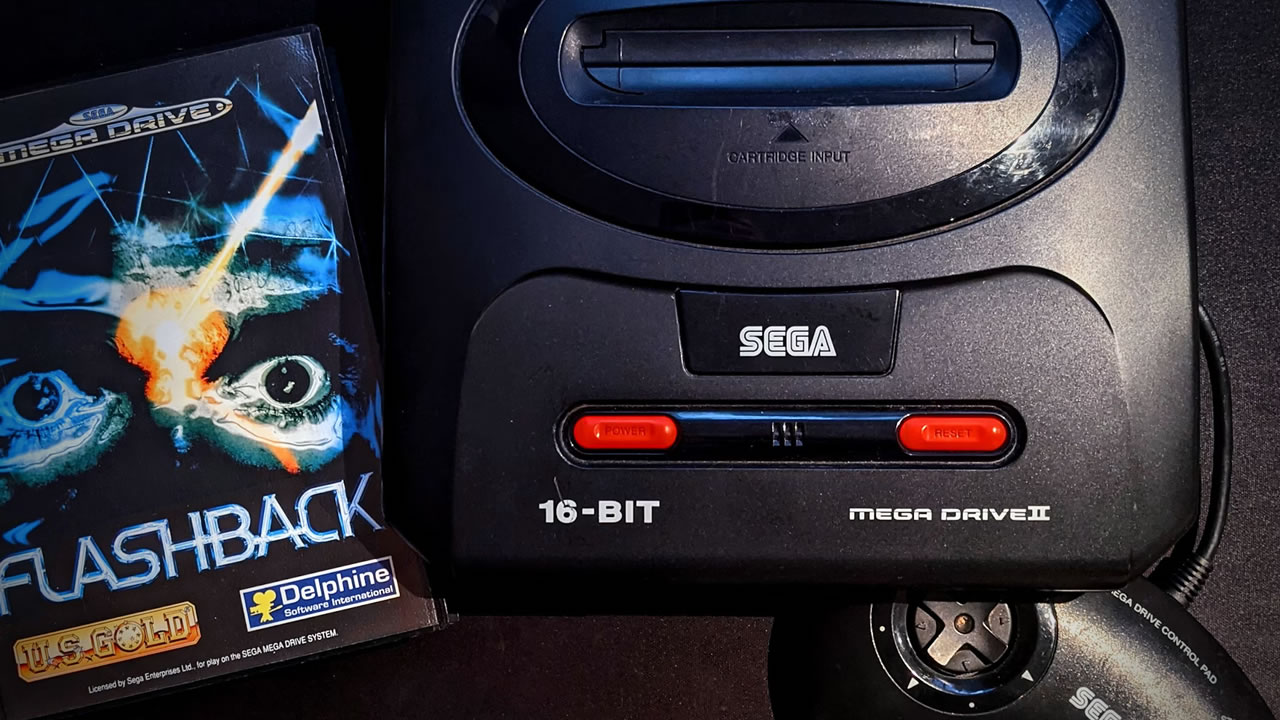 SEGA
MEGA DRIVE
FLASHBACK
Delphine
Software International
U.S. GOLD
Licensed by Sega Enterprises Ltd., for play on the SEGA MEGA DRIVE SYSTEM.
CARTRIDGE INPUT
SEGA
POWER
RESET
16-BIT
MEGA DRIVE II
MEGA DRIVE CONTROL PAD
SEGA